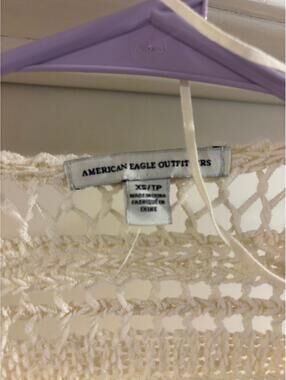 AMERICAN EAGLE OUTFITTERS
XS/TP
MADE IN CHINA
FABRIQUÉ EN
CHINE